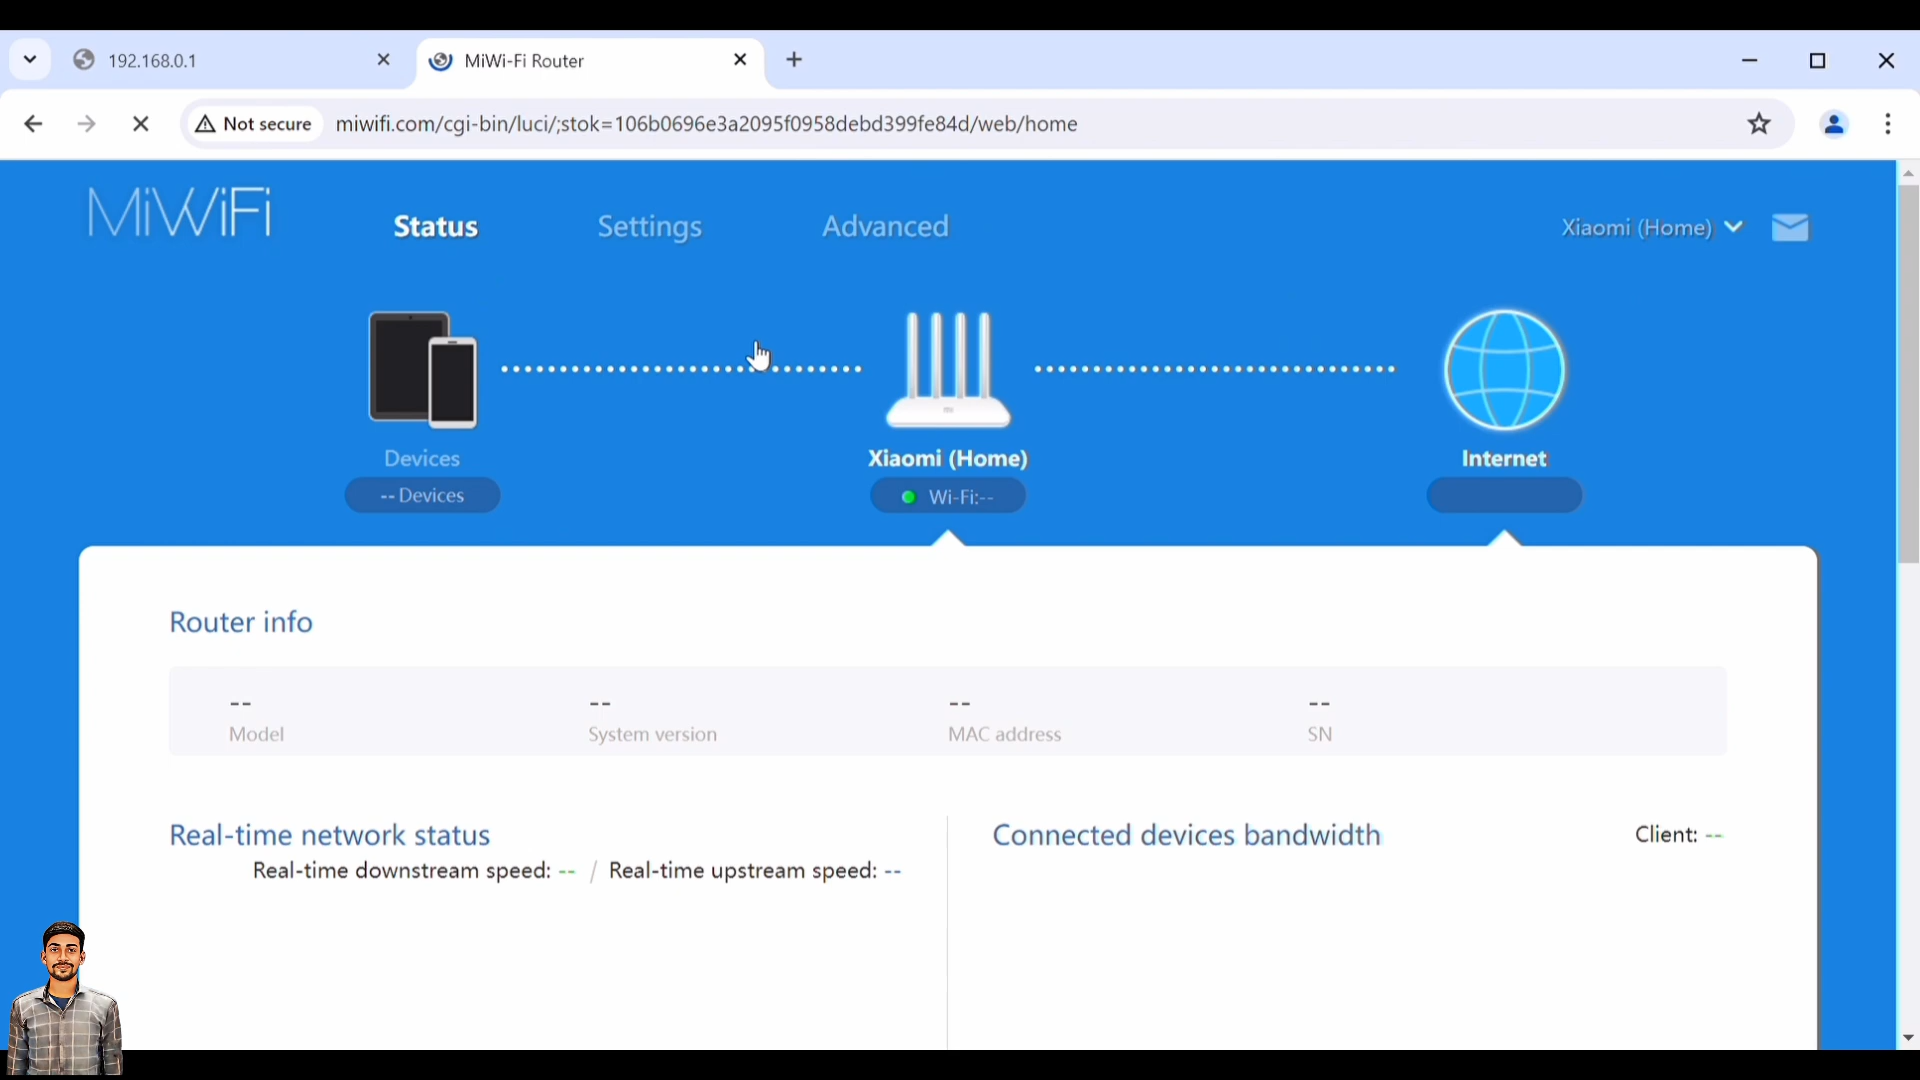 192.168.0.1
MiWi-Fi Router
Not secure
miwifi.com/cgi-bin/luci/;stok=106b0696e3a2095f0958debd399fe84d/web/home
MiWiFi
Status
Settings
Advanced
Xiaomi (Home)
Devices
-- Devices
Xiaomi (Home)
Wi-Fi:--
Internet
Router info
--
Model
--
System version
--
MAC address
--
SN
Real-time network status
Real-time downstream speed: -- / Real-time upstream speed: --
Connected devices bandwidth
Client: --